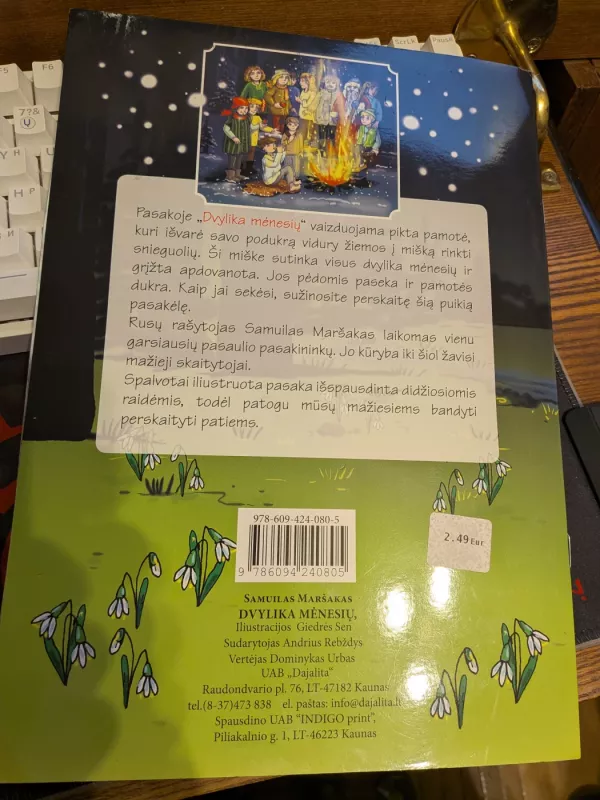 F5
F6
ScrLk
Pause
7?&
Ų
Y H
H P
И
Pasakoje „Dvylika mėnesių“ vaizduojama pikta pamotė,
kuri išvarė savo podukrą vidury žiemos į mišką rinkti
snieguolių. Ši miške sutinka visus dvylika mėnesių ir
grįžta apdovanota. Jos pėdomis paseka ir pamotės
dukra. Kaip jai sekėsi, sužinosite perskaitę šią puikią
pasakėlę.
Rusų rašytojas Samuilas Maršakas laikomas vienu
garsiausių pasaulio pasakininkų. Jo kūryba iki šiol žavisi
mažieji skaitytojai.
Spalvotai iliustruota pasaka išspausdinta didžiosiomis
raidėmis, todėl patogu mūsų mažiesiems bandyti
perskaityti patiems.
978-609-424-080-5
9 786094 240805
2.49 Eur
Samuilas Maršakas
DVYLIKA MĖNESIŲ,
Iliustracijos Giedrės Sen
Sudarytojas Andrius Rebždys
Vertėjas Dominykas Urbas
UAB „Dajalita“
Raudondvario pl. 76, LT-47182 Kaunas
tel.(8-37)473 838 el. paštas: info@dajalita.lt
Spausdino UAB “INDIGO print”,
Piliakalnio g. 1, LT-46223 Kaunas